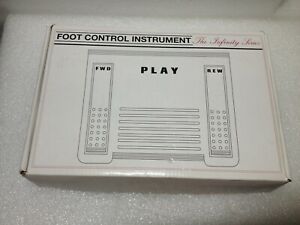 FOOT CONTROL INSTRUMENT The Infinity Series
FWD PLAY REW